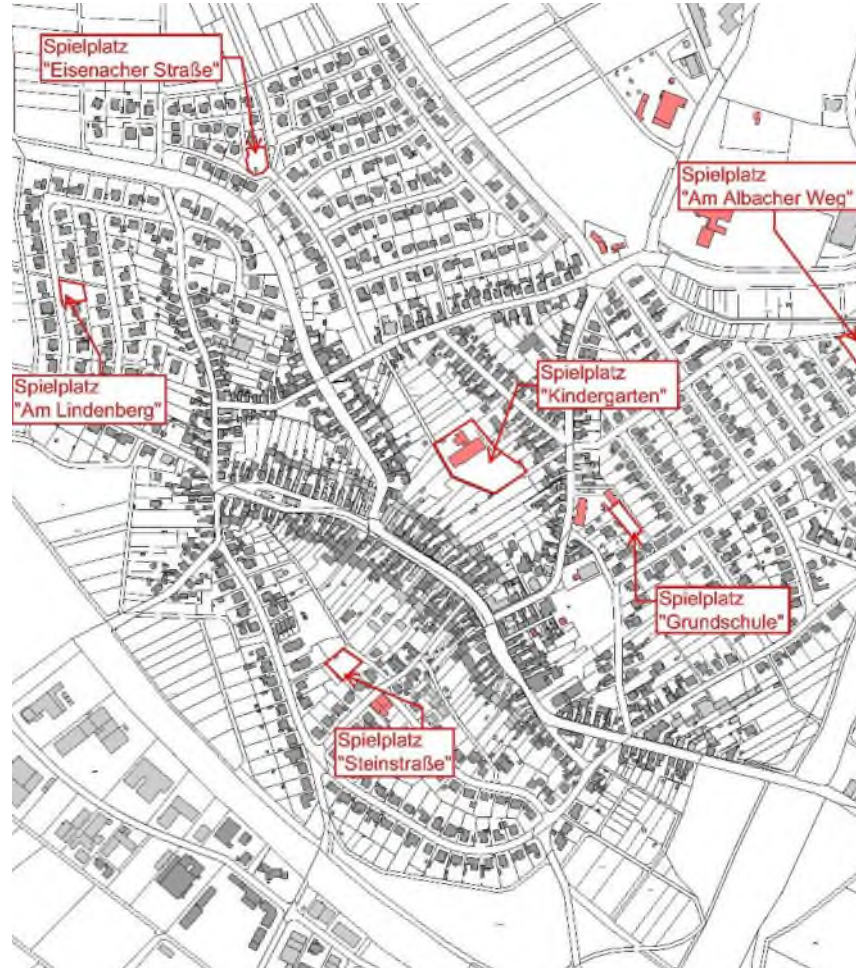 Spielplatz
"Eisenacher Straße"
Spielplatz
"Am Albacher Weg"
Spielplatz
"Kindergarten"
Spielplatz
"Am Lindenberg"
Spielplatz
"Grundschule"
Spielplatz
"Steinstraße"